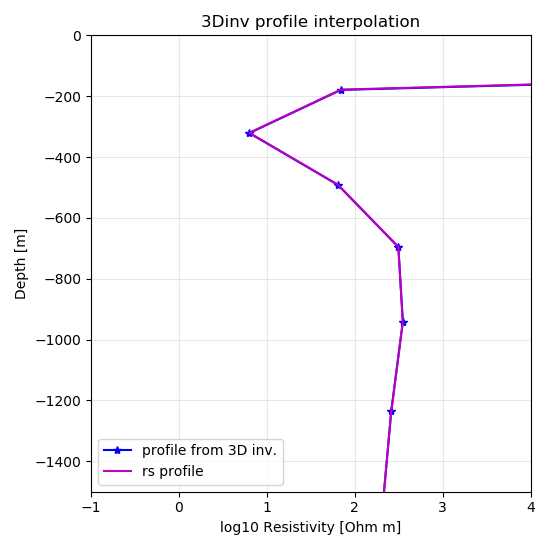 3Dinv profile interpolation
0
−200
−400
−600
−800
−1000
−1200
−1400
Depth [m]
profile from 3D inv.
rs profile
−1
0
1
2
3
4
log10 Resistivity [Ohm m]